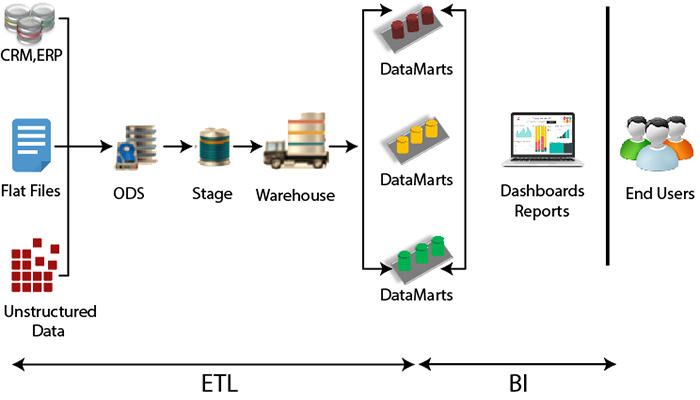 CRM,ERP
Flat Files
Unstructured
Data
ODS
Stage
Warehouse
DataMarts
DataMarts
DataMarts
Dashboards
Reports
End Users
ETL
BI